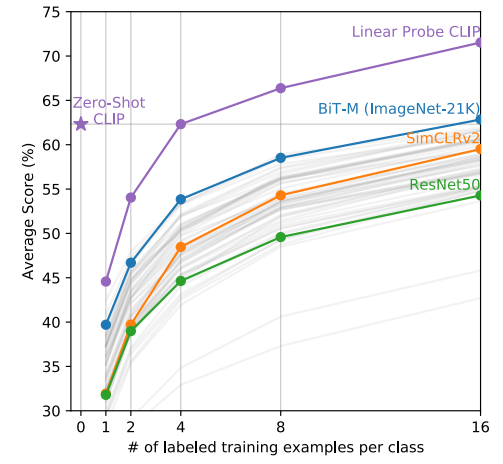 75
70
65
60
55
50
45
40
35
30
Average Score (%)
Linear Probe CLIP
Zero-Shot
CLIP
BiT-M (ImageNet-21K)
SimCLRv2
ResNet50
0 1 2 4 8 16
# of labeled training examples per class